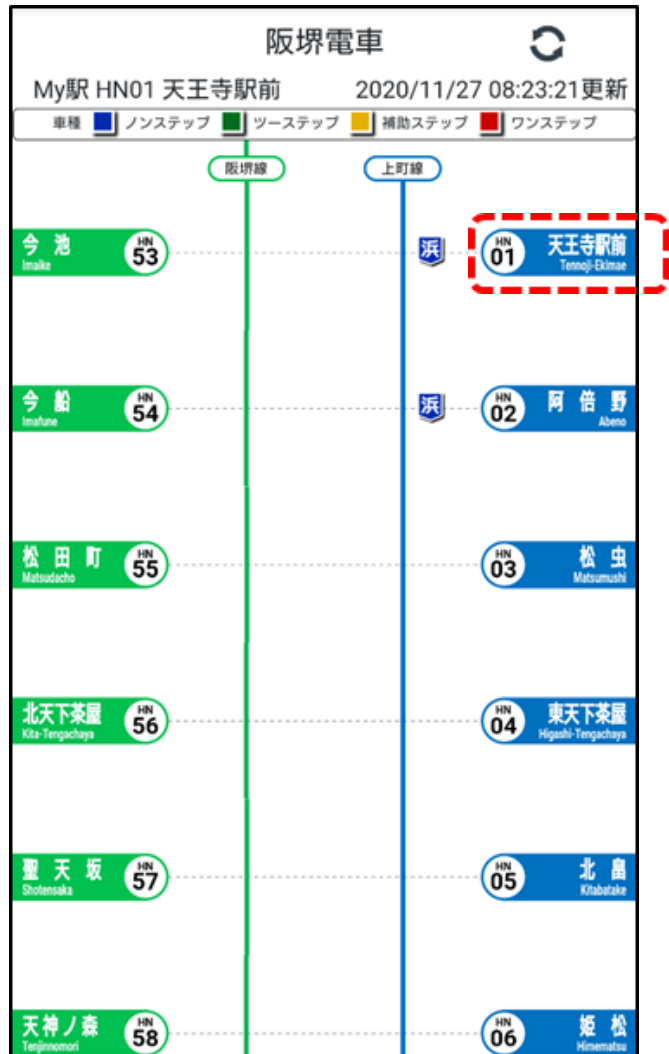 阪堺電車
My駅 HN01 天王寺駅前 2020/11/27 08:23:21更新
車種 ノンステップ ツーステップ 補助ステップ ワンステップ
阪堺線 上町線
今池 Imaike HN 53 浜 HN 01 天王寺駅前 Tennoji-Ekimae
今船 Imafune HN 54 浜 HN 02 阿倍野 Abeno
松田町 Matsudacho HN 55 HN 03 松虫 Matsumushi
北天下茶屋 Kita-Tengachaya HN 56 HN 04 東天下茶屋 Higashi-Tengachaya
聖天坂 Shotensaka HN 57 HN 05 北畠 Kitabatake
天神ノ森 Tenjinnomori HN 58 HN 06 姫松 Himematsu